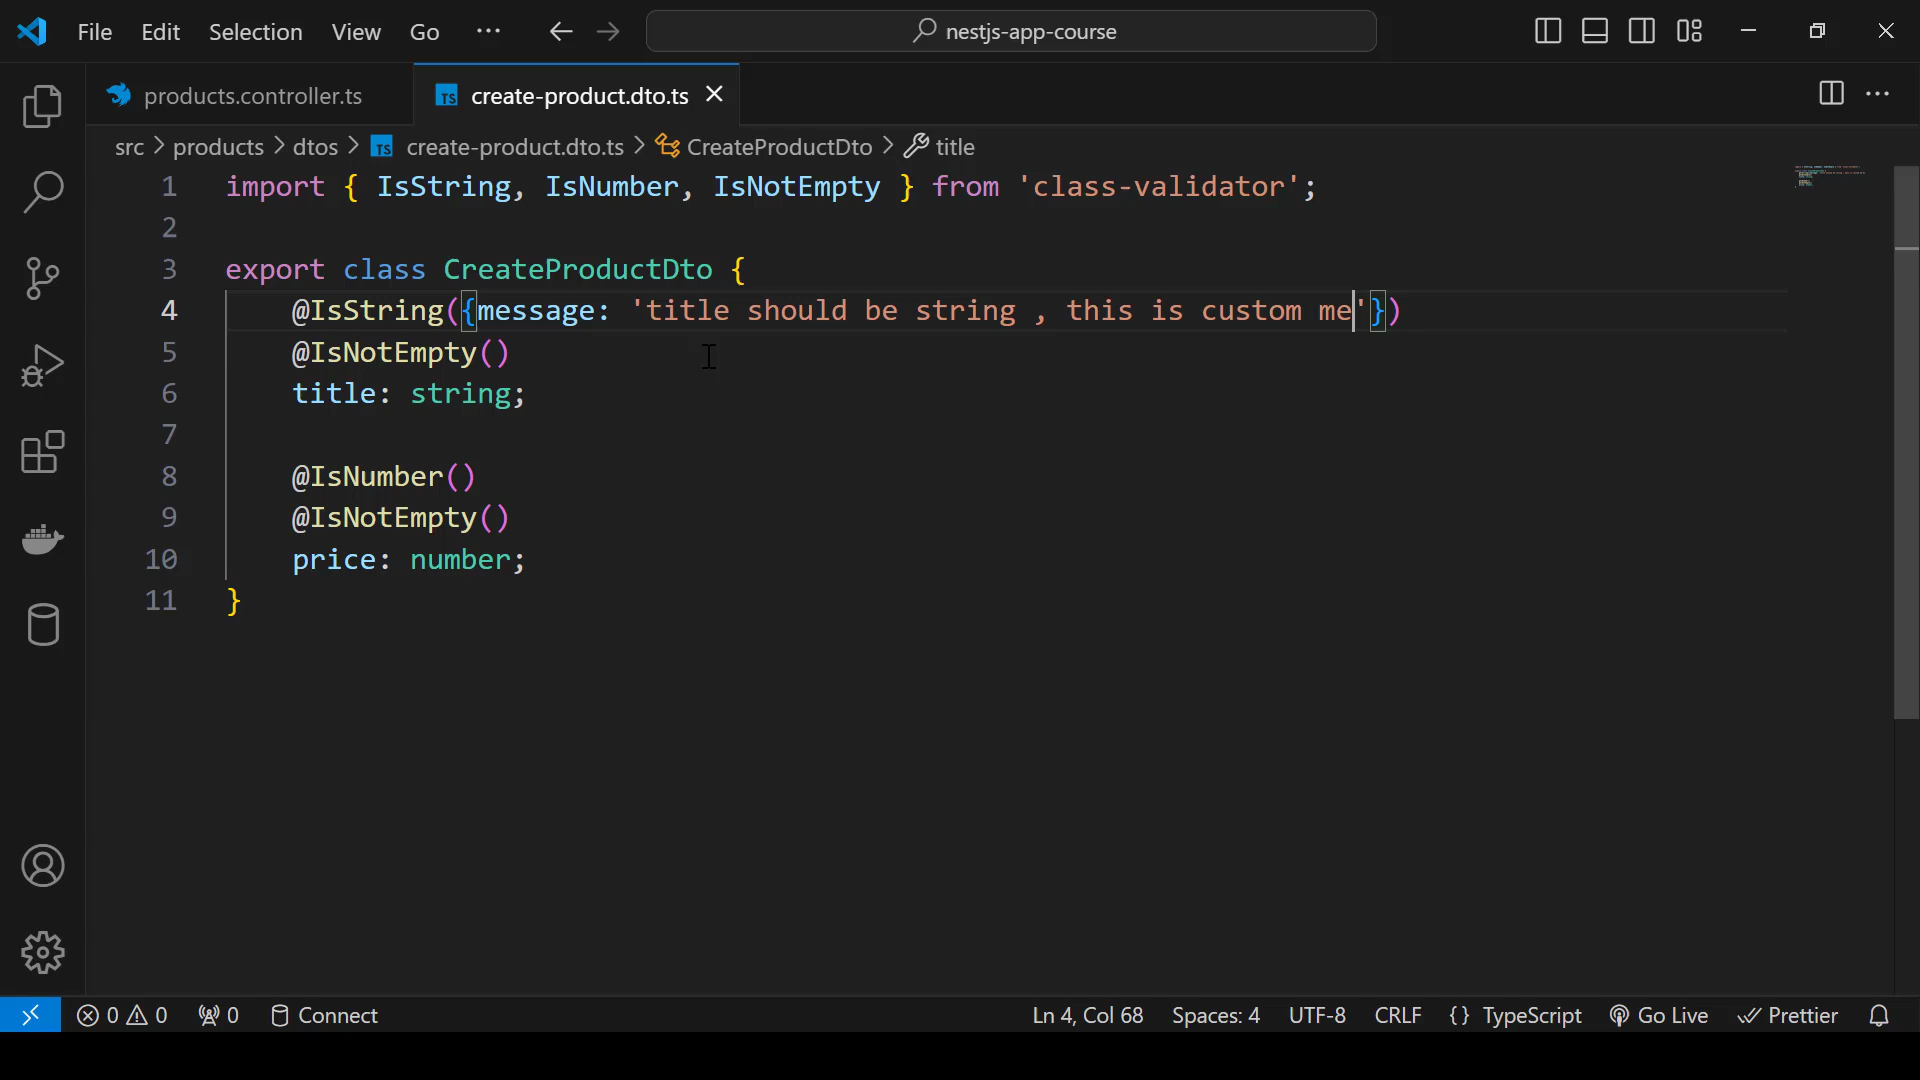 File Edit Selection View Go ... nestjs-app-course
products.controller.ts TS create-product.dto.ts
src > products > dtos > TS create-product.dto.ts > CreateProductDto > title
1 import { IsString, IsNumber, IsNotEmpty } from 'class-validator';
2
3 export class CreateProductDto {
4 @IsString({message: 'title should be string , this is custom me'})
5 @IsNotEmpty()
6 title: string;
7
8 @IsNumber()
9 @IsNotEmpty()
10 price: number;
11 }
0 0 0 Connect Ln 4, Col 68 Spaces: 4 UTF-8 CRLF {} TypeScript Go Live Prettier